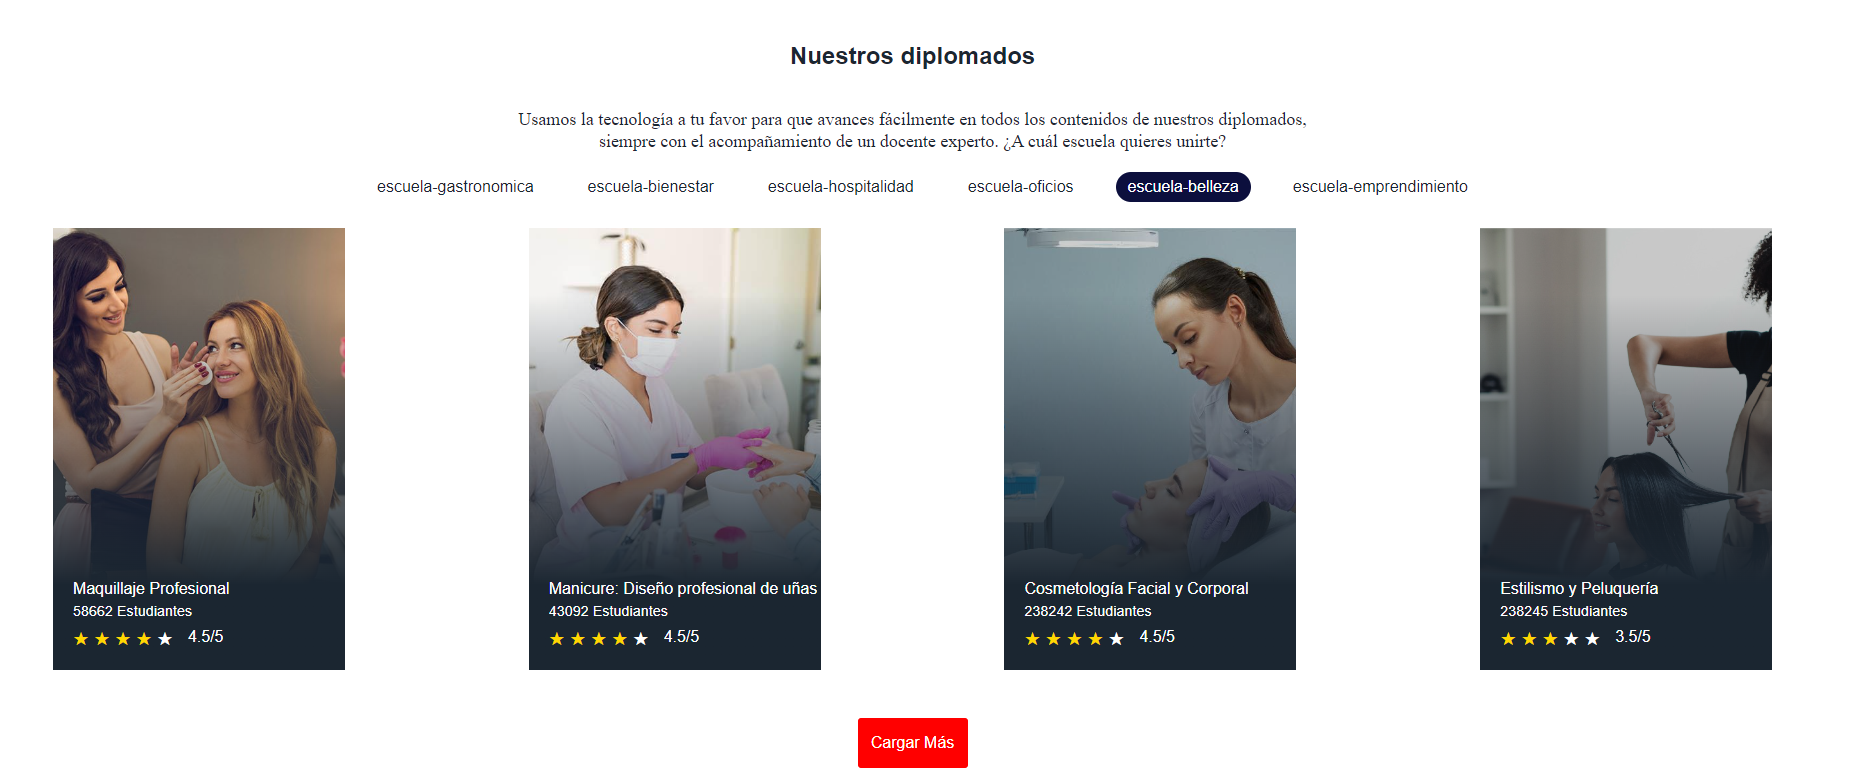 Nuestros diplomados
Usamos la tecnología a tu favor para que avances fácilmente en todos los contenidos de nuestros diplomados,
siempre con el acompañamiento de un docente experto. ¿A cuál escuela quieres unirte?
escuela-gastronomica escuela-bienestar escuela-hospitalidad escuela-oficios escuela-belleza escuela-emprendimiento
Maquillaje Profesional
58662 Estudiantes
4.5/5
Manicure: Diseño profesional de uñas
43092 Estudiantes
4.5/5
Cosmetología Facial y Corporal
238242 Estudiantes
4.5/5
Estilismo y Peluquería
238245 Estudiantes
3.5/5
Cargar Más